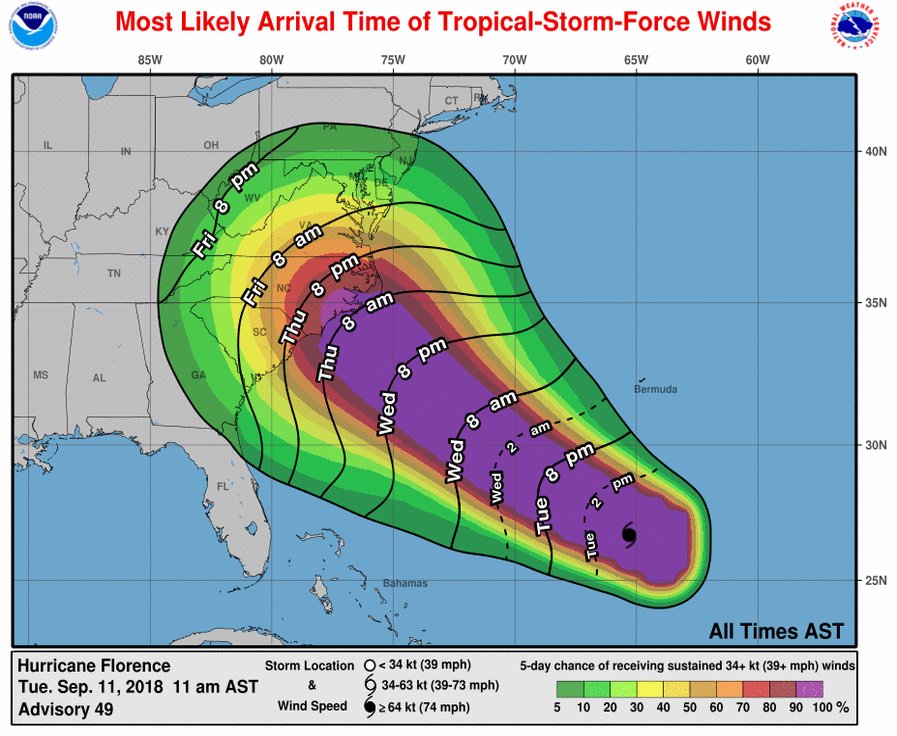 Most Likely Arrival Time of Tropical-Storm-Force Winds
NOAA
NATIONAL WEATHER SERVICE
85W 80W 75W 70W 65W 60W
40N
35N
30N
25N
CT
PA
NJ
IL
IN
OH
DE
WV
KY
VA
TN
NC
SC
MS
AL
GA
FL
Bermuda
Bahamas
Fri 8 pm
Fri 8 am
Thu 8 pm
Thu 8 am
Wed 8 pm
Wed 8 am
Wed 2 am
Tue 8 pm
Tue 2 pm
All Times AST
Hurricane Florence
Tue. Sep. 11, 2018 11 am AST
Advisory 49
Storm Location
&
Wind Speed
< 34 kt (39 mph)
34-63 kt (39-73 mph)
≥ 64 kt (74 mph)
5-day chance of receiving sustained 34+ kt (39+ mph) winds
5 10 20 30 40 50 60 70 80 90 100 %